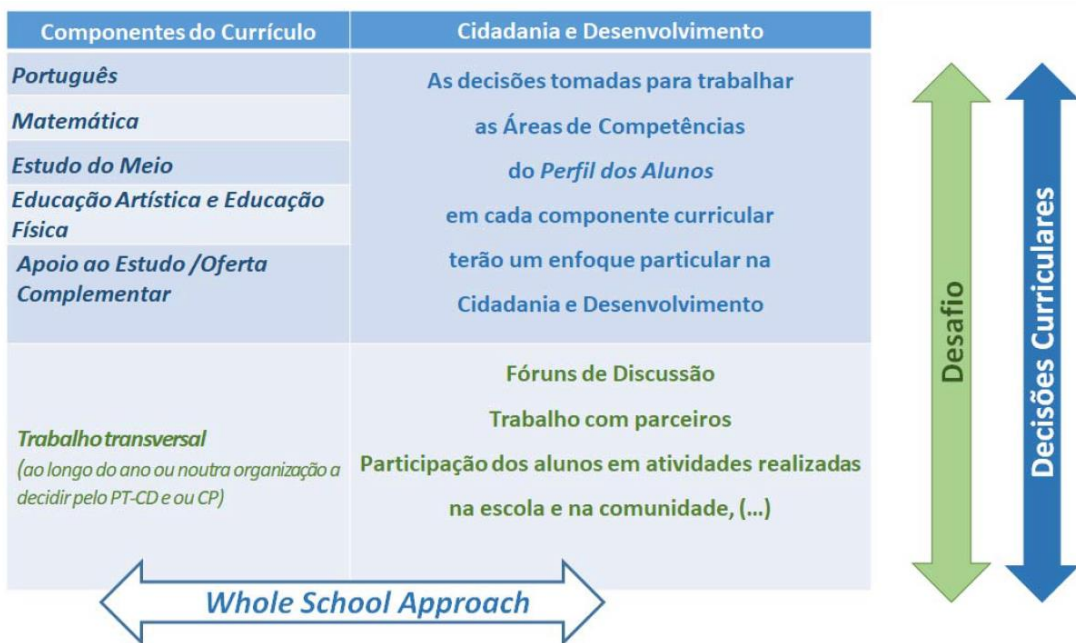 Componentes do Currículo
Cidadania e Desenvolvimento
Português
Matemática
Estudo do Meio
Educação Artística e Educação
Física
Apoio ao Estudo /Oferta
Complementar
As decisões tomadas para trabalhar
as Áreas de Competências
do Perfil dos Alunos
em cada componente curricular
terão um enfoque particular na
Cidadania e Desenvolvimento
Trabalho transversal
(ao longo do ano ou noutra organização a
decidir pelo PT-CD e ou CP)
Fóruns de Discussão
Trabalho com parceiros
Participação dos alunos em atividades realizadas
na escola e na comunidade, (...)
Whole School Approach
Desafio
Decisões Curriculares